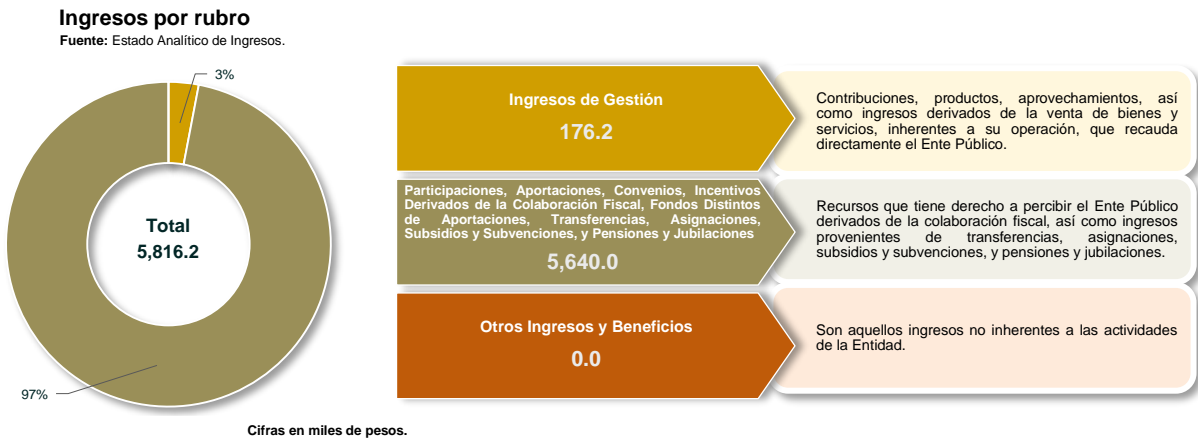 Ingresos por rubro
Fuente: Estado Analítico de Ingresos.
3%
Total
5,816.2
97%
Ingresos de Gestión
176.2
Contribuciones, productos, aprovechamientos, así
como ingresos derivados de la venta de bienes y
servicios, inherentes a su operación, que recauda
directamente el Ente Público.
Participaciones, Aportaciones, Convenios, Incentivos
Derivados de la Colaboración Fiscal, Fondos Distintos
de Aportaciones, Transferencias, Asignaciones,
Subsidios y Subvenciones, y Pensiones y Jubilaciones
5,640.0
Recursos que tiene derecho a percibir el Ente Público
derivados de la colaboración fiscal, así como ingresos
provenientes de transferencias, asignaciones,
subsidios y subvenciones, y pensiones y jubilaciones.
Otros Ingresos y Beneficios
0.0
Son aquellos ingresos no inherentes a las actividades
de la Entidad.
Cifras en miles de pesos.